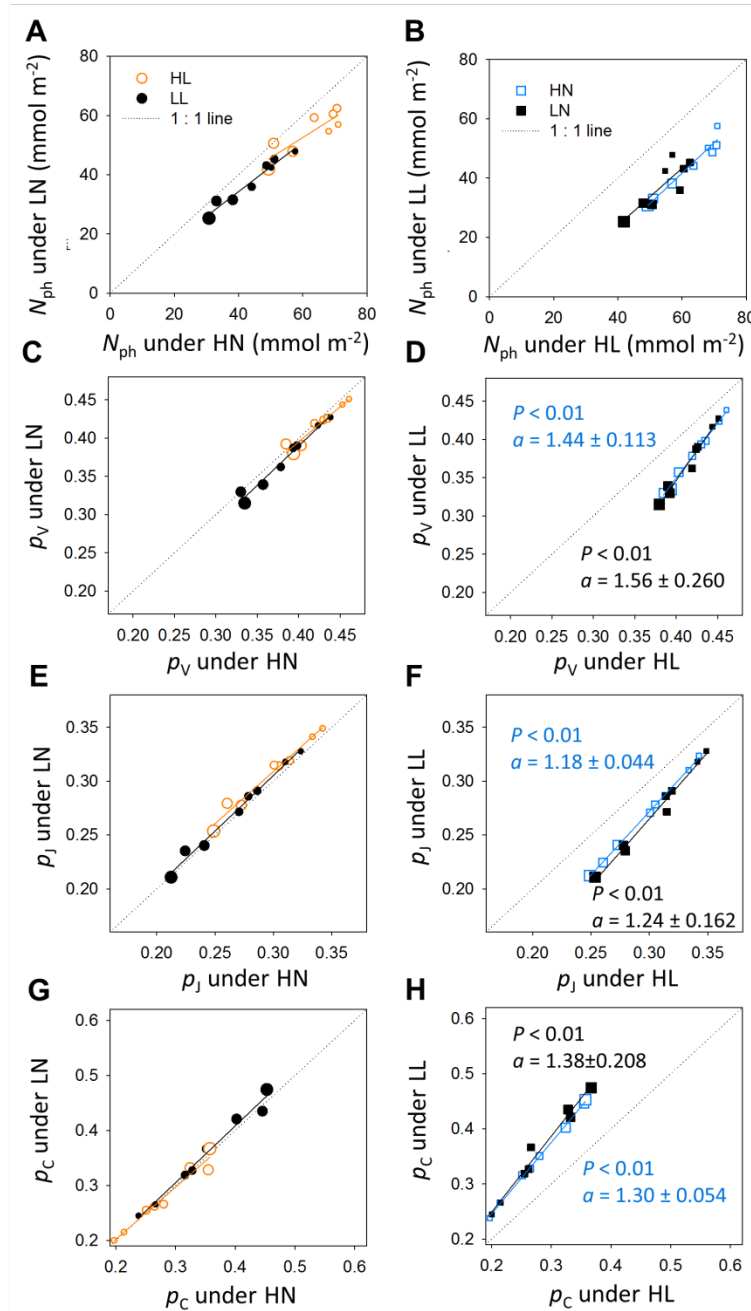 A
HL
LL
1 : 1 line
80
60
40
20
0
0 20 40 60 80
Nph under LN (mmol m-2)
Nph under HN (mmol m-2)
B
HN
LN
1 : 1 line
80
60
40
20
0
0 20 40 60 80
Nph under LL (mmol m-2)
Nph under HL (mmol m-2)
C
0.45
0.40
0.35
0.30
0.25
0.20
0.20 0.25 0.30 0.35 0.40 0.45
pV under LN
pV under HN
D
P < 0.01
a = 1.44 ± 0.113
P < 0.01
a = 1.56 ± 0.260
0.45
0.40
0.35
0.30
0.25
0.20
0.20 0.25 0.30 0.35 0.40 0.45
pV under LL
pV under HL
E
0.35
0.30
0.25
0.20
0.20 0.25 0.30 0.35
pJ under LN
pJ under HN
F
P < 0.01
a = 1.18 ± 0.044
P < 0.01
a = 1.24 ± 0.162
0.35
0.30
0.25
0.20
0.20 0.25 0.30 0.35
pJ under LL
pJ under HL
G
0.6
0.5
0.4
0.3
0.2
0.2 0.3 0.4 0.5 0.6
pC under LN
pC under HN
H
P < 0.01
a = 1.38±0.208
P < 0.01
a = 1.30 ± 0.054
0.6
0.5
0.4
0.3
0.2
0.2 0.3 0.4 0.5 0.6
pC under LL
pC under HL